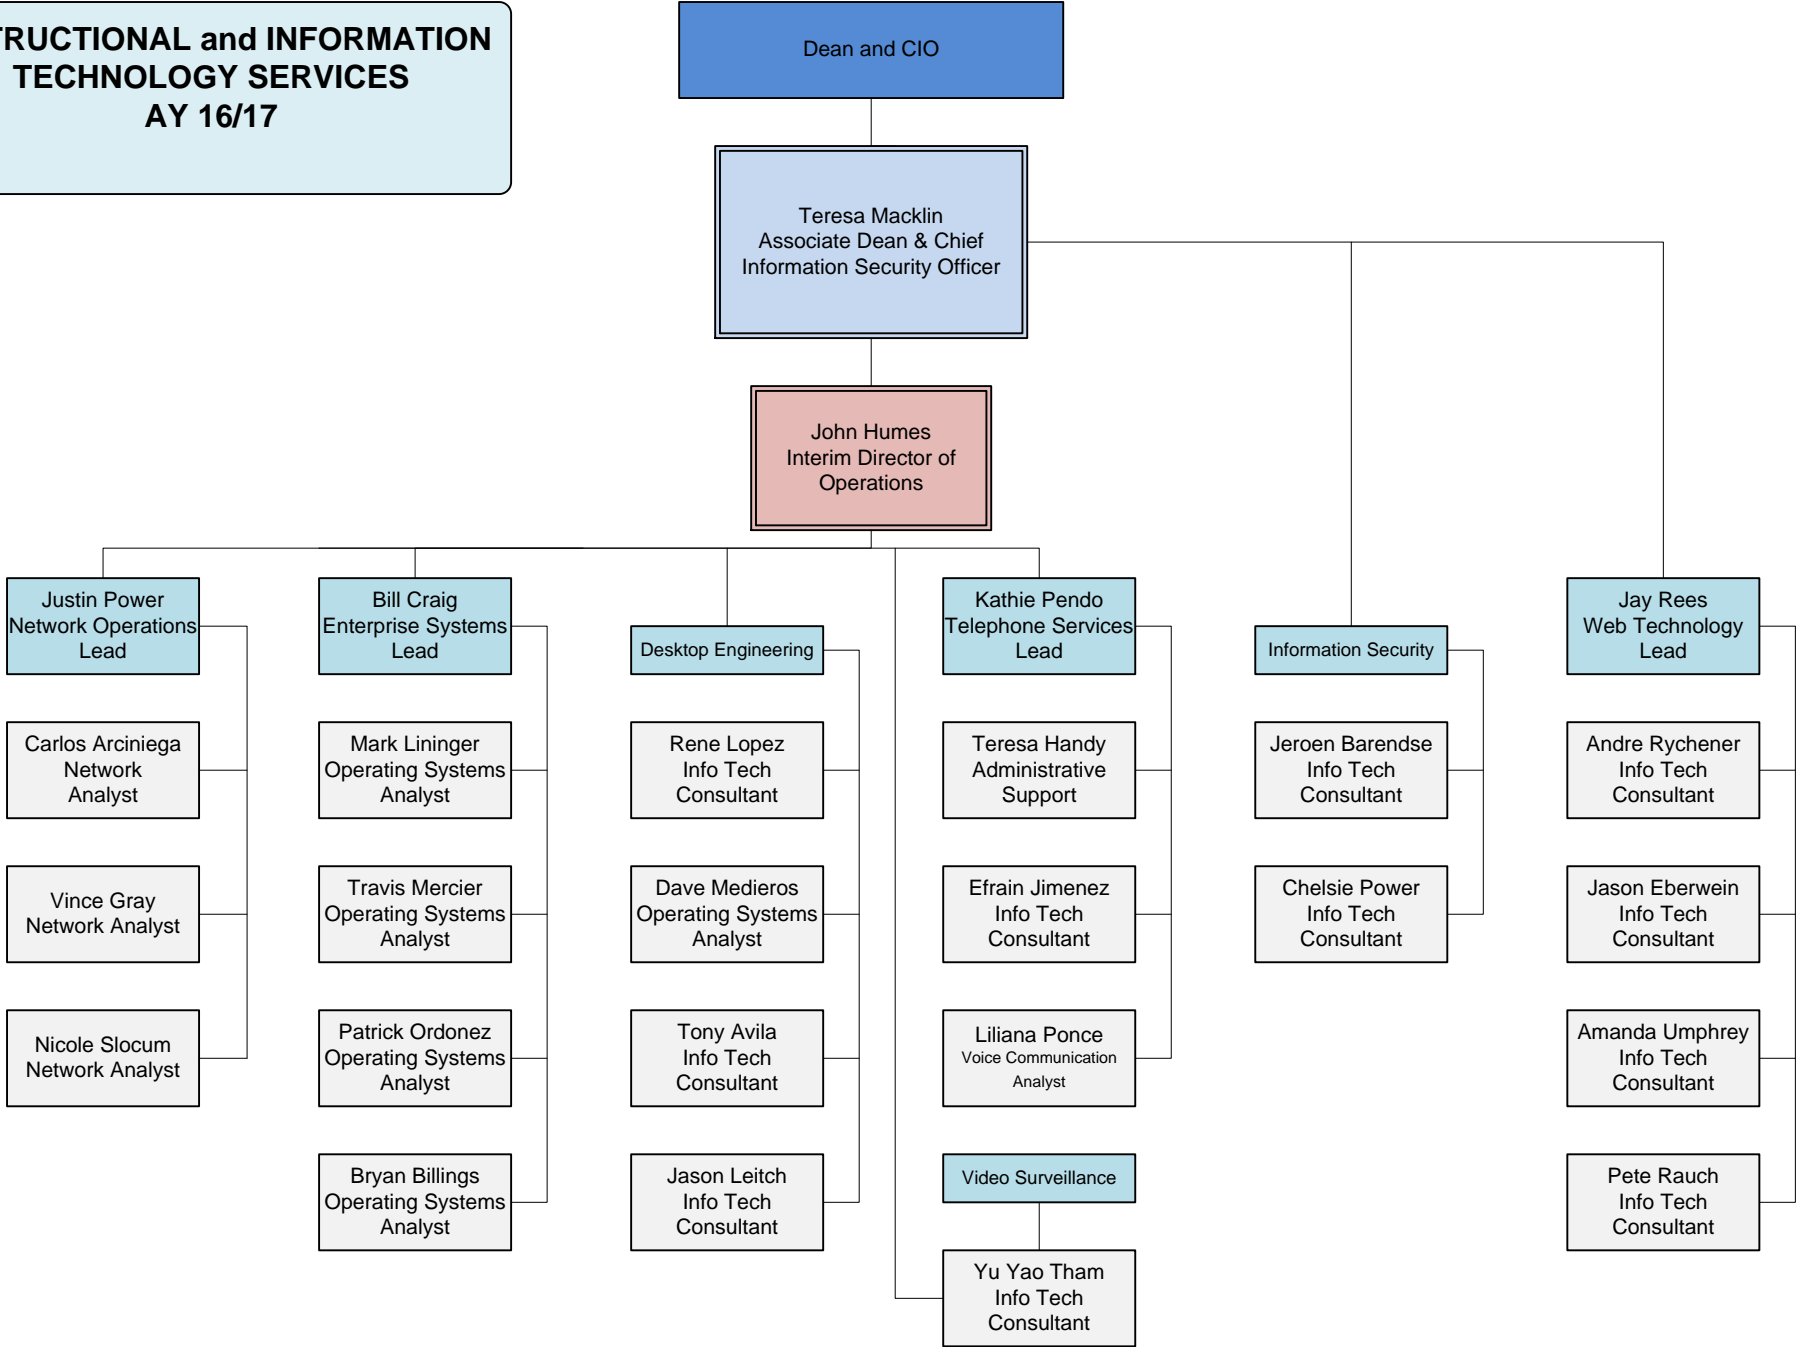 TRUCTIONAL and INFORMATION
TECHNOLOGY SERVICES
AY 16/17
Dean and CIO
Teresa Macklin
Associate Dean & Chief
Information Security Officer
John Humes
Interim Director of
Operations
Justin Power
Network Operations
Lead
Carlos Arciniega
Network
Analyst
Vince Gray
Network Analyst
Nicole Slocum
Network Analyst
Bill Craig
Enterprise Systems
Lead
Mark Lininger
Operating Systems
Analyst
Travis Mercier
Operating Systems
Analyst
Patrick Ordonez
Operating Systems
Analyst
Bryan Billings
Operating Systems
Analyst
Desktop Engineering
Rene Lopez
Info Tech
Consultant
Dave Medieros
Operating Systems
Analyst
Tony Avila
Info Tech
Consultant
Jason Leitch
Info Tech
Consultant
Kathie Pendo
Telephone Services
Lead
Teresa Handy
Administrative
Support
Efrain Jimenez
Info Tech
Consultant
Liliana Ponce
Voice Communication
Analyst
Video Surveillance
Yu Yao Tham
Info Tech
Consultant
Information Security
Jeroen Barendse
Info Tech
Consultant
Chelsie Power
Info Tech
Consultant
Jay Rees
Web Technology
Lead
Andre Rychener
Info Tech
Consultant
Jason Eberwein
Info Tech
Consultant
Amanda Umphrey
Info Tech
Consultant
Pete Rauch
Info Tech
Consultant